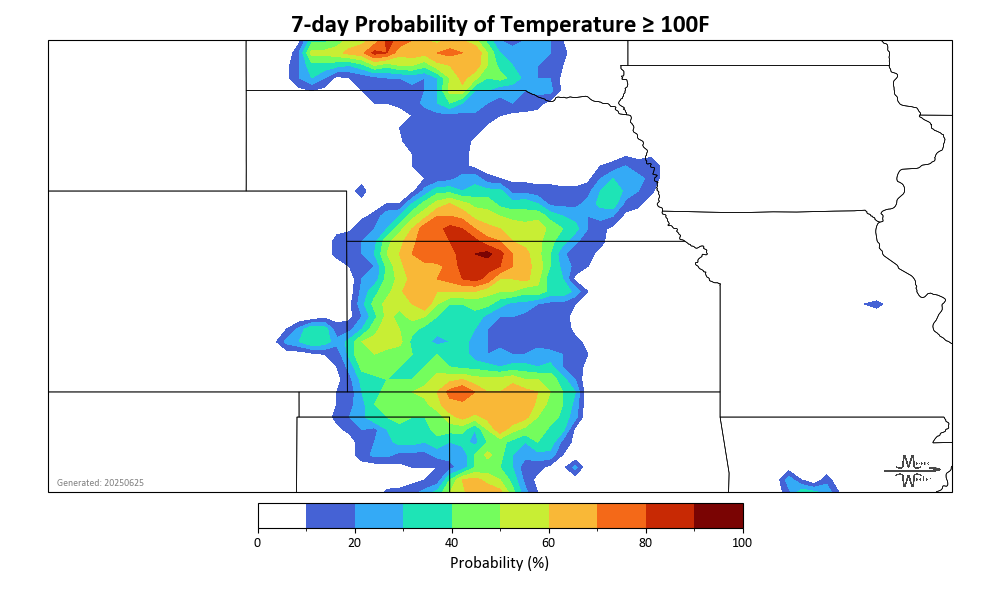 7-day Probability of Temperature ≥ 100F
Generated: 20250625
0 20 40 60 80 100
Probability (%)